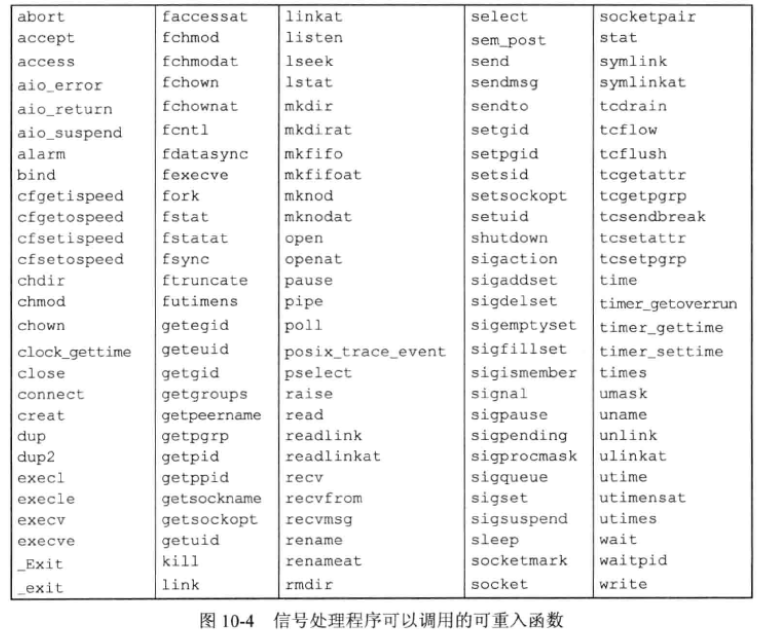 abort faccessat linkat select socketpair
accept fchmod listen sem_post stat
access fchmodat lseek send symlink
aio_error fchown lstat sendmsg symlinkat
aio_return fchownat mkdir sendto tcdrain
aio_suspend fcntl mkdirat setgid tcflow
alarm fdatasync mkfifo setpgid tcflush
bind fexecve mkfifoat setsid tcgetattr
cfgetispeed fork mknod setsockopt tcgetpgrp
cfgetospeed fstat mknodat setuid tcsendbreak
cfsetispeed fstatat open shutdown tcsetattr
cfsetospeed fsync openat sigaction tcsetpgrp
chdir ftruncate pause sigaddset time
chmod futimens pipe sigdelset timer_getoverrun
chown getegid poll sigemptyset timer_gettime
clock_gettime geteuid posix_trace_event sigfillset timer_settime
close getgid pselect sigismember times
connect getgroups raise signal umask
creat getpeername read sigpause uname
dup getpgrp readlink sigpending unlink
dup2 getpid readlinkat sigprocmask ulinkat
execl getppid recv sigqueue utime
execle getsockname recvfrom sigset utimensat
execv getsockopt recvmsg sigsuspend utimes
execve getuid rename sleep wait
_Exit kill renameat socketmark waitpid
_exit link rmdir socket write
图 10-4 信号处理程序可以调用的可重入函数